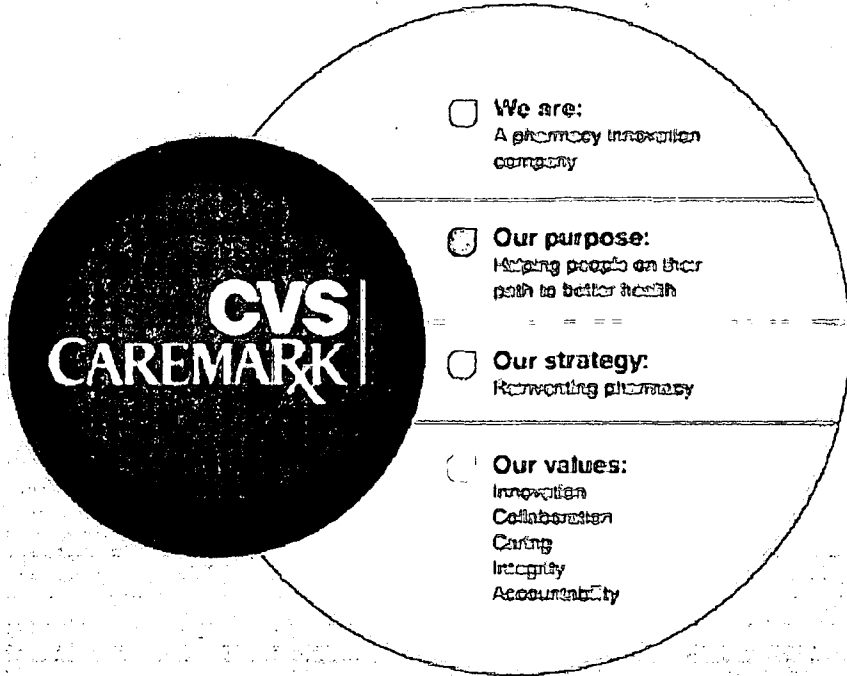 CVS
CAREMARK
We are:
A pharmacy innovation
company
Our purpose:
Helping people on their
path to better health
Our strategy:
Reinventing pharmacy
Our values:
Innovation
Collaboration
Caring
Integrity
Accountability